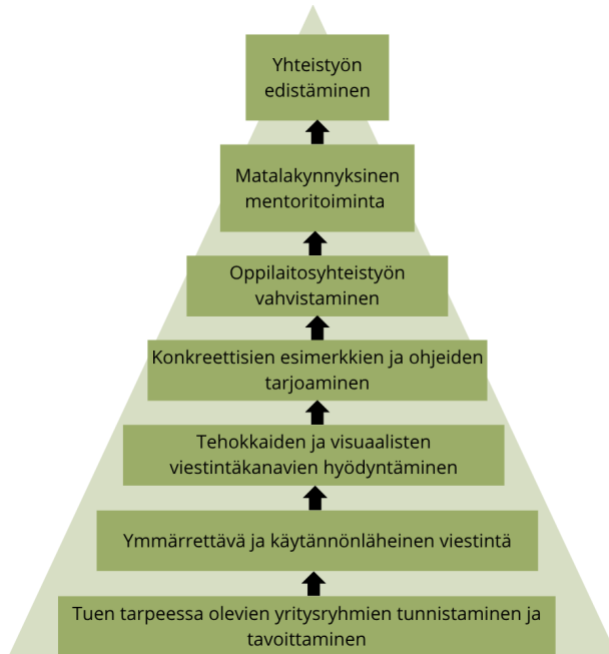 Yhteistyön
edistäminen
Matalakynnyksinen
mentoritoiminta
Oppilaitosyhteistyön
vahvistaminen
Konkreettisien esimerkkien ja ohjeiden
tarjoaminen
Tehokkaiden ja visuaalisten
viestintäkanavien hyödyntäminen
Ymmärrettävä ja käytännönläheinen viestintä
Tuen tarpeessa olevien yritysryhmien tunnistaminen ja
tavoittaminen